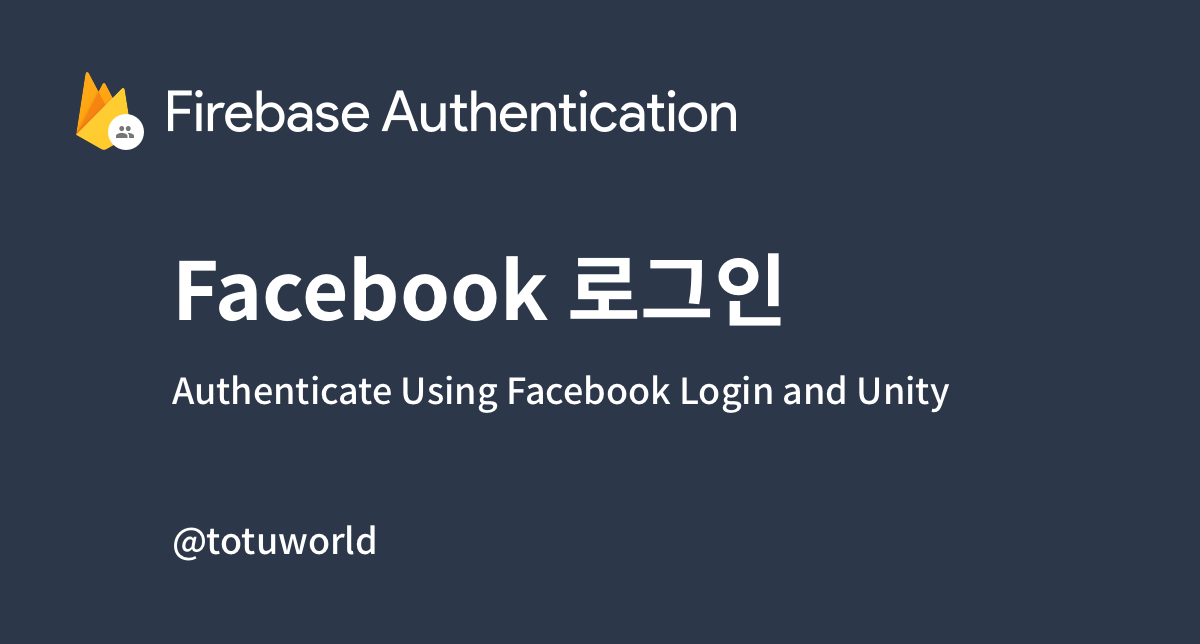 Firebase Authentication
Facebook 로그인
Authenticate Using Facebook Login and Unity
@totuworld